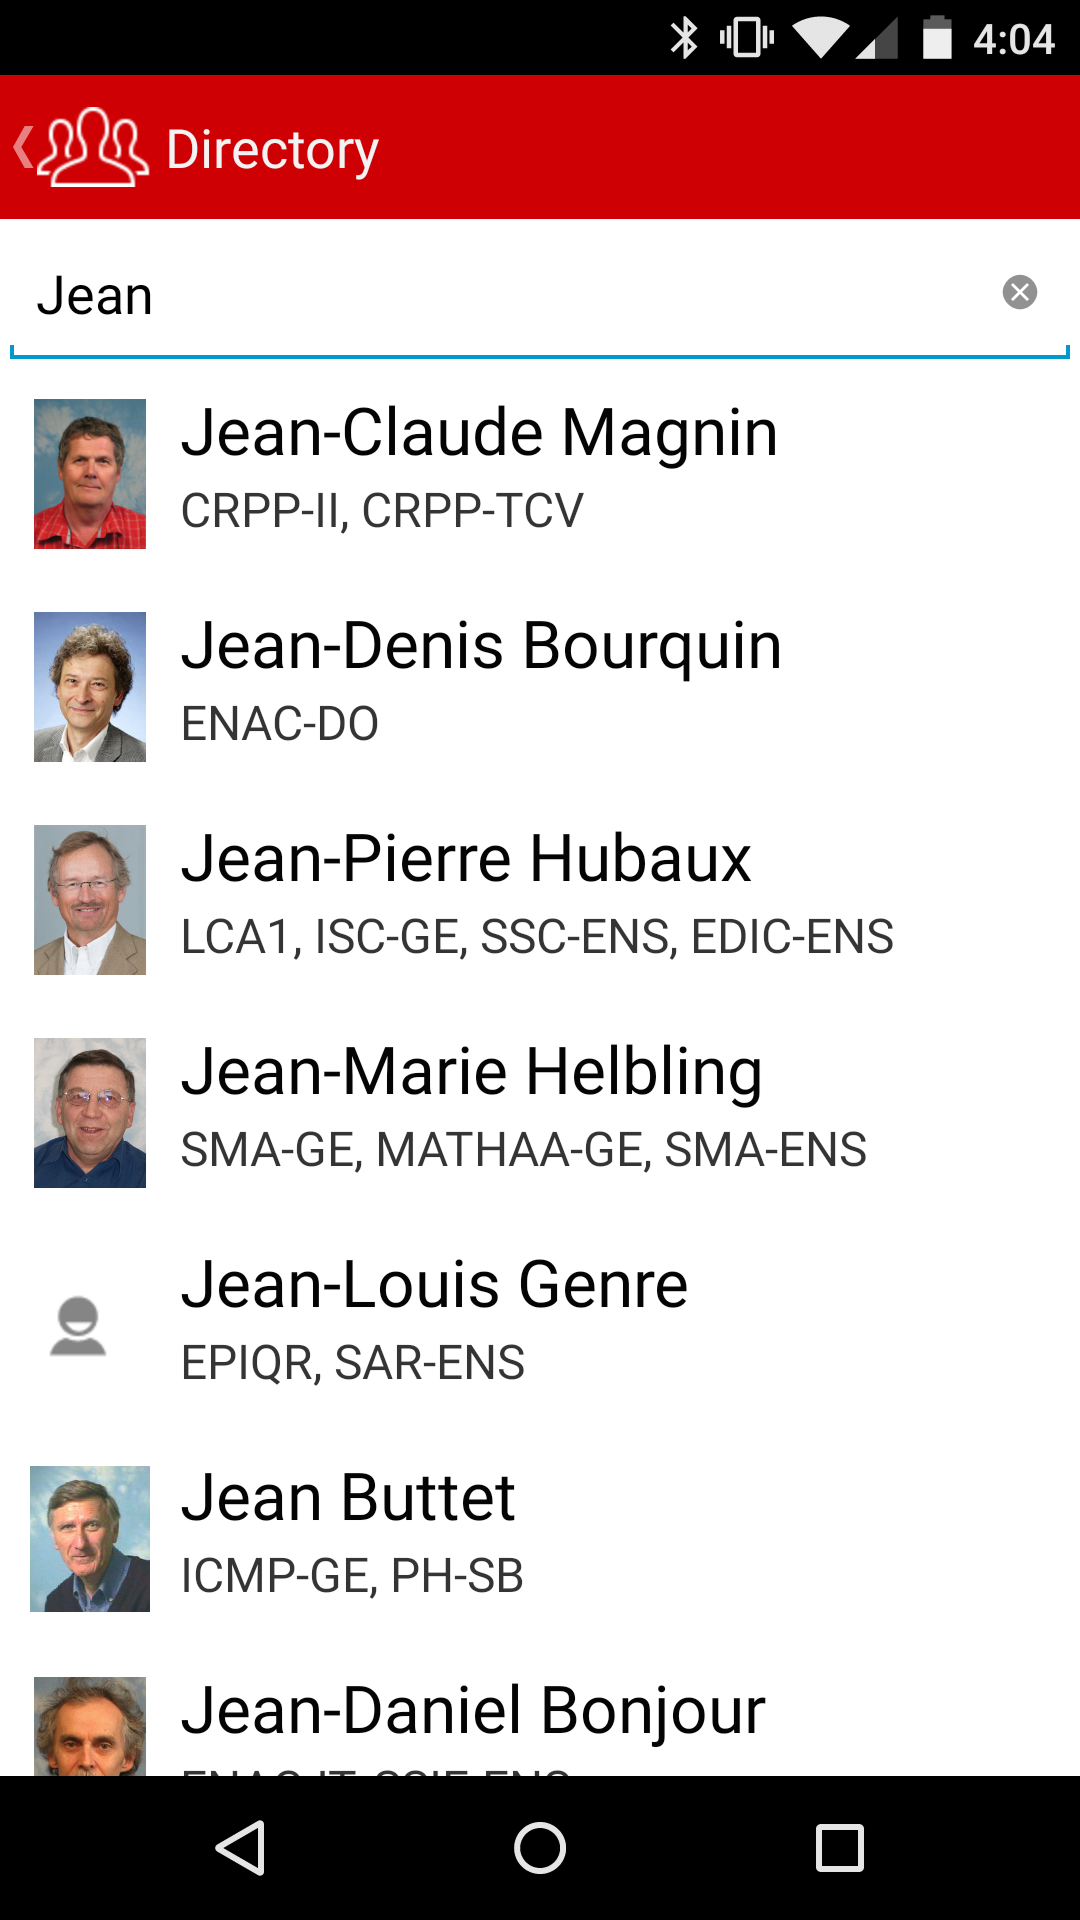 4:04
Directory
Jean
Jean-Claude Magnin
CRPP-II, CRPP-TCV
Jean-Denis Bourquin
ENAC-DO
Jean-Pierre Hubaux
LCA1, ISC-GE, SSC-ENS, EDIC-ENS
Jean-Marie Helbling
SMA-GE, MATHAA-GE, SMA-ENS
Jean-Louis Genre
EPIQR, SAR-ENS
Jean Buttet
ICMP-GE, PH-SB
Jean-Daniel Bonjour